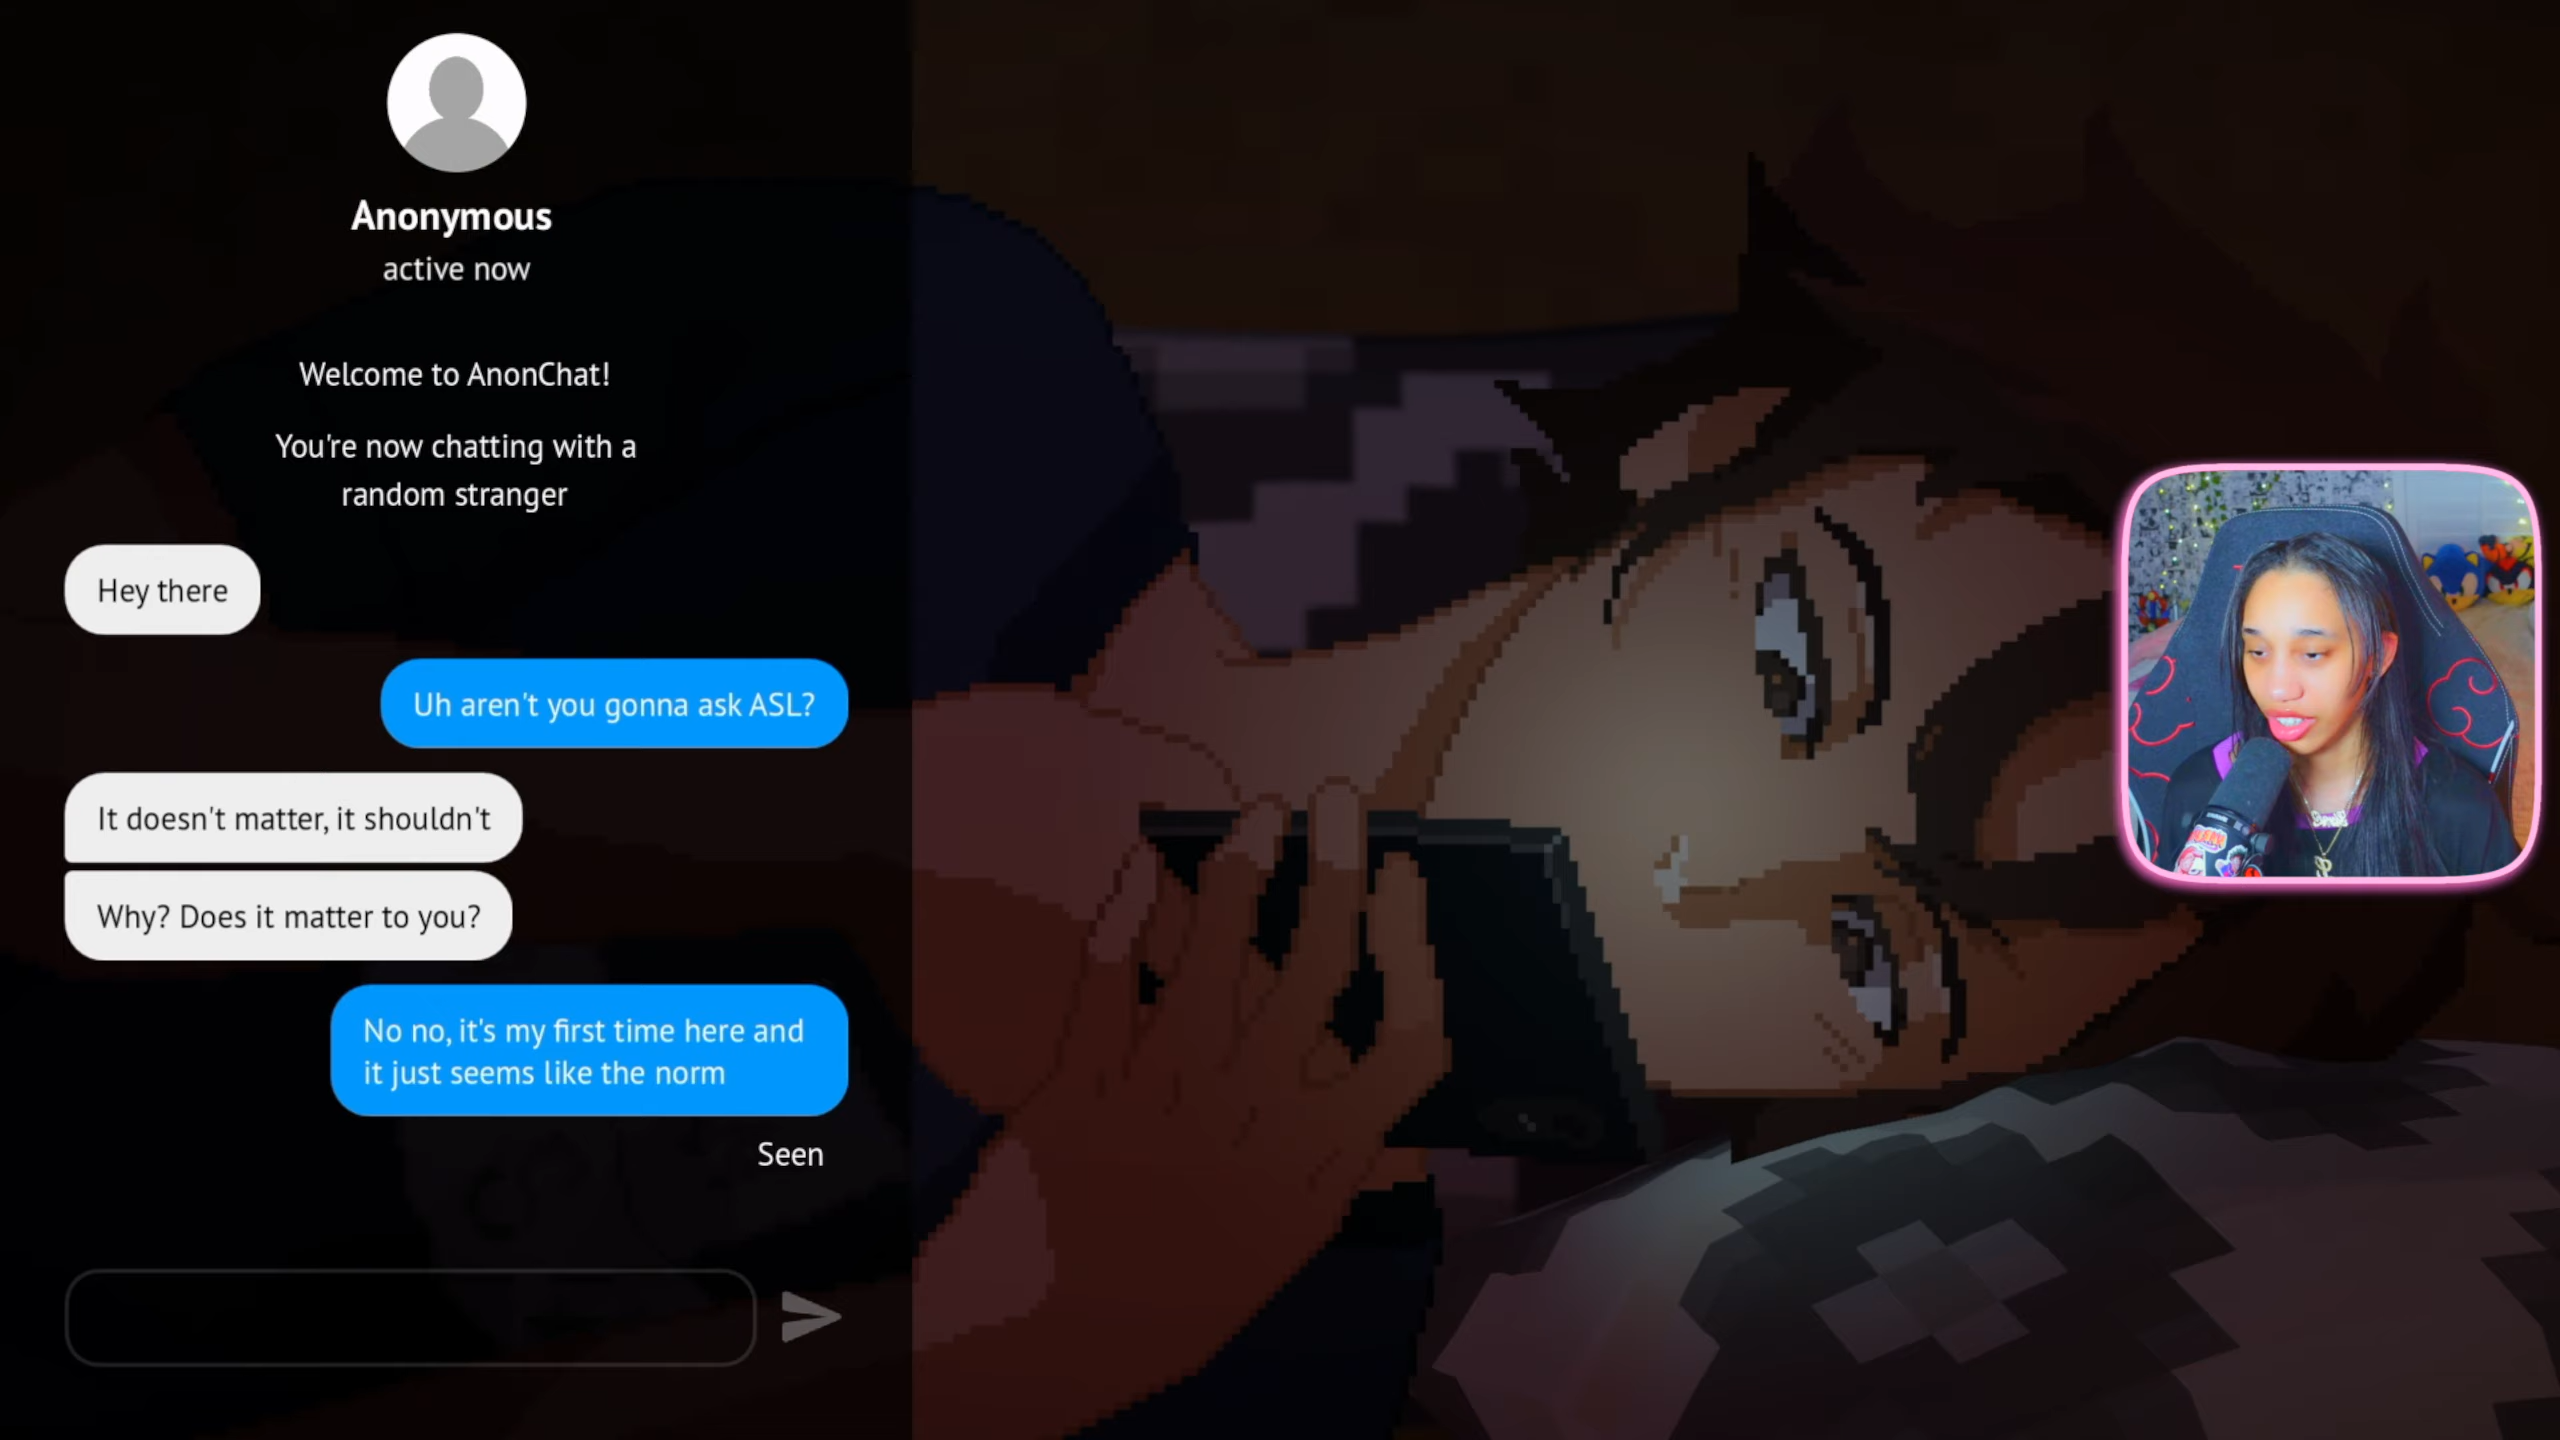 Anonymous
active now
Welcome to AnonChat!
You're now chatting with a
random stranger
Hey there
Uh aren't you gonna ask ASL?
It doesn't matter, it shouldn't
Why? Does it matter to you?
No no, it's my first time here and
it just seems like the norm
Seen